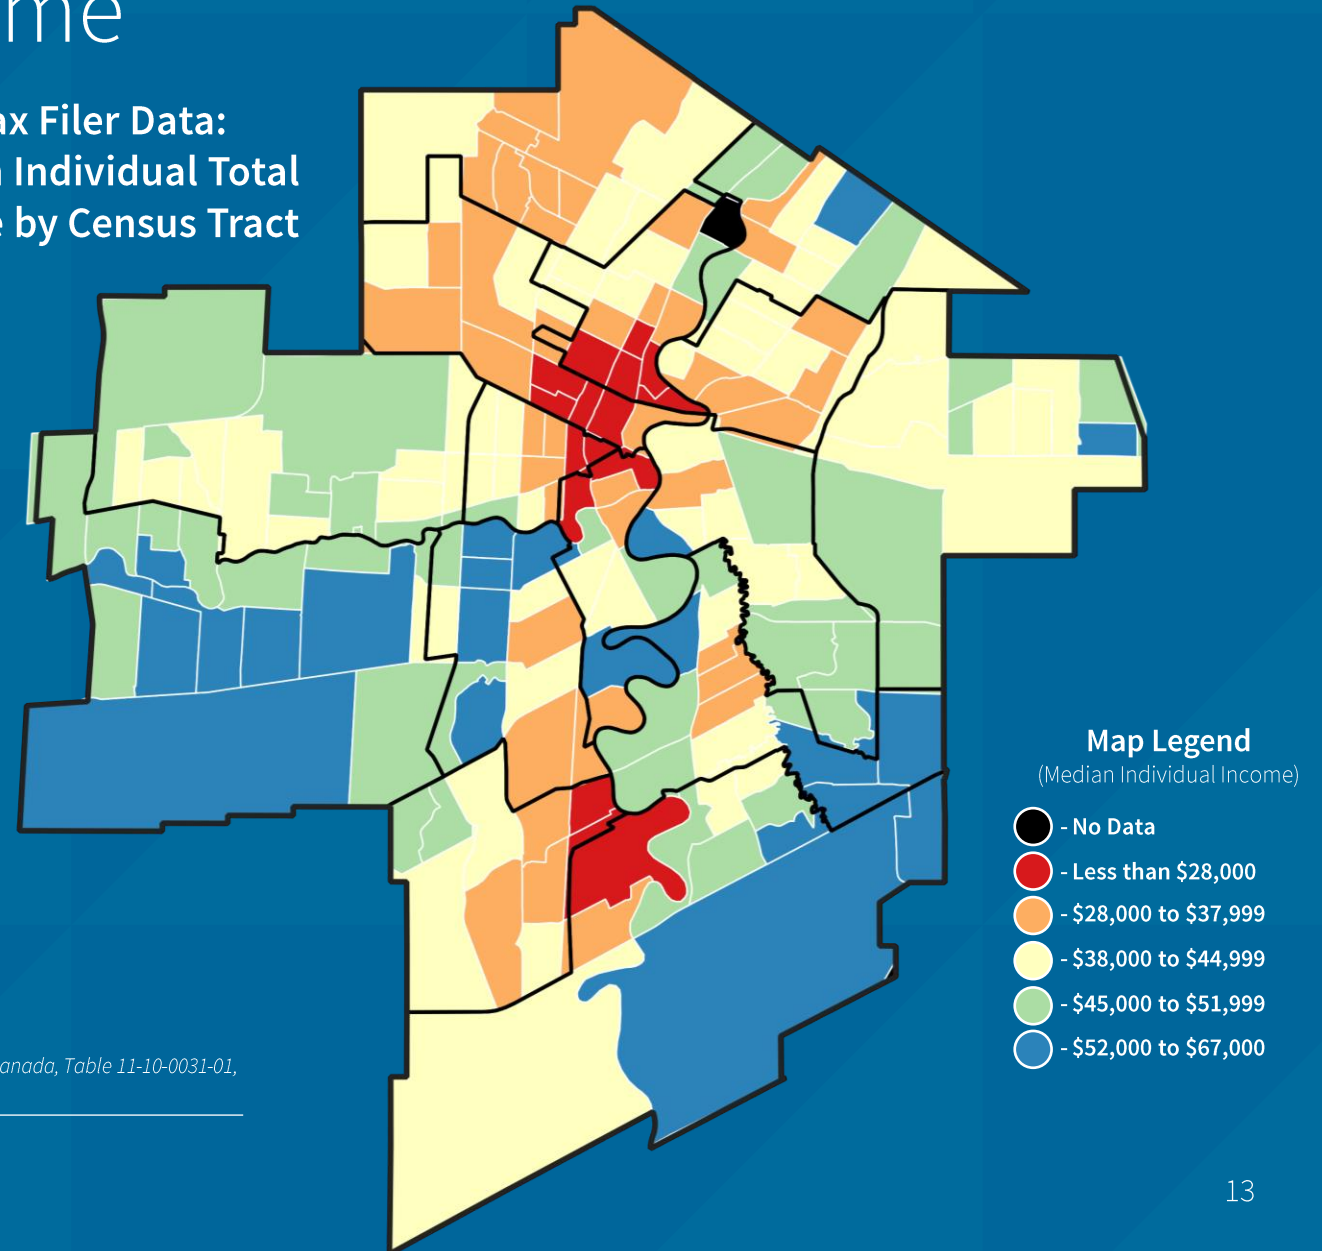 me
ax Filer Data:
Individual Total
by Census Tract
Map Legend
(Median Individual Income)
- No Data
- Less than $28,000
- $28,000 to $37,999
- $38,000 to $44,999
- $45,000 to $51,999
- $52,000 to $67,000
anada, Table 11-10-0031-01,
13